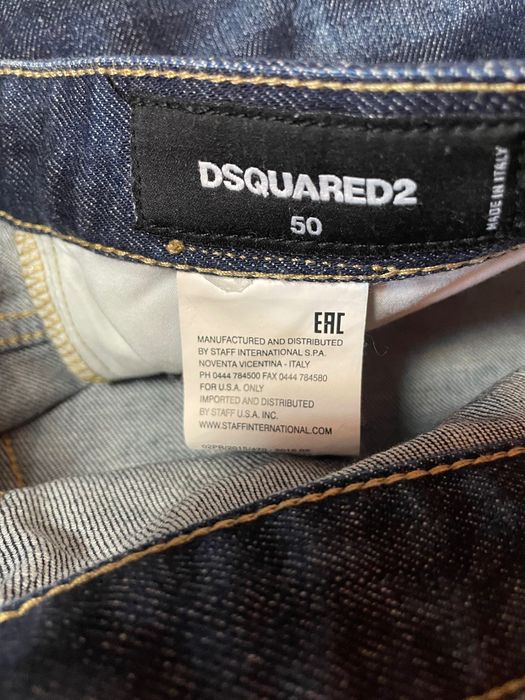 DSQUARED2
50
MADE IN ITALY
EAC
MANUFACTURED AND DISTRIBUTED
BY STAFF INTERNATIONAL S.P.A.
NOVENTA VICENTINA - ITALY
PH 0444 784500 FAX 0444 784580
FOR U.S.A. ONLY
IMPORTED AND DISTRIBUTED
BY STAFF U.S.A. INC.
WWW.STAFFINTERNATIONAL.COM